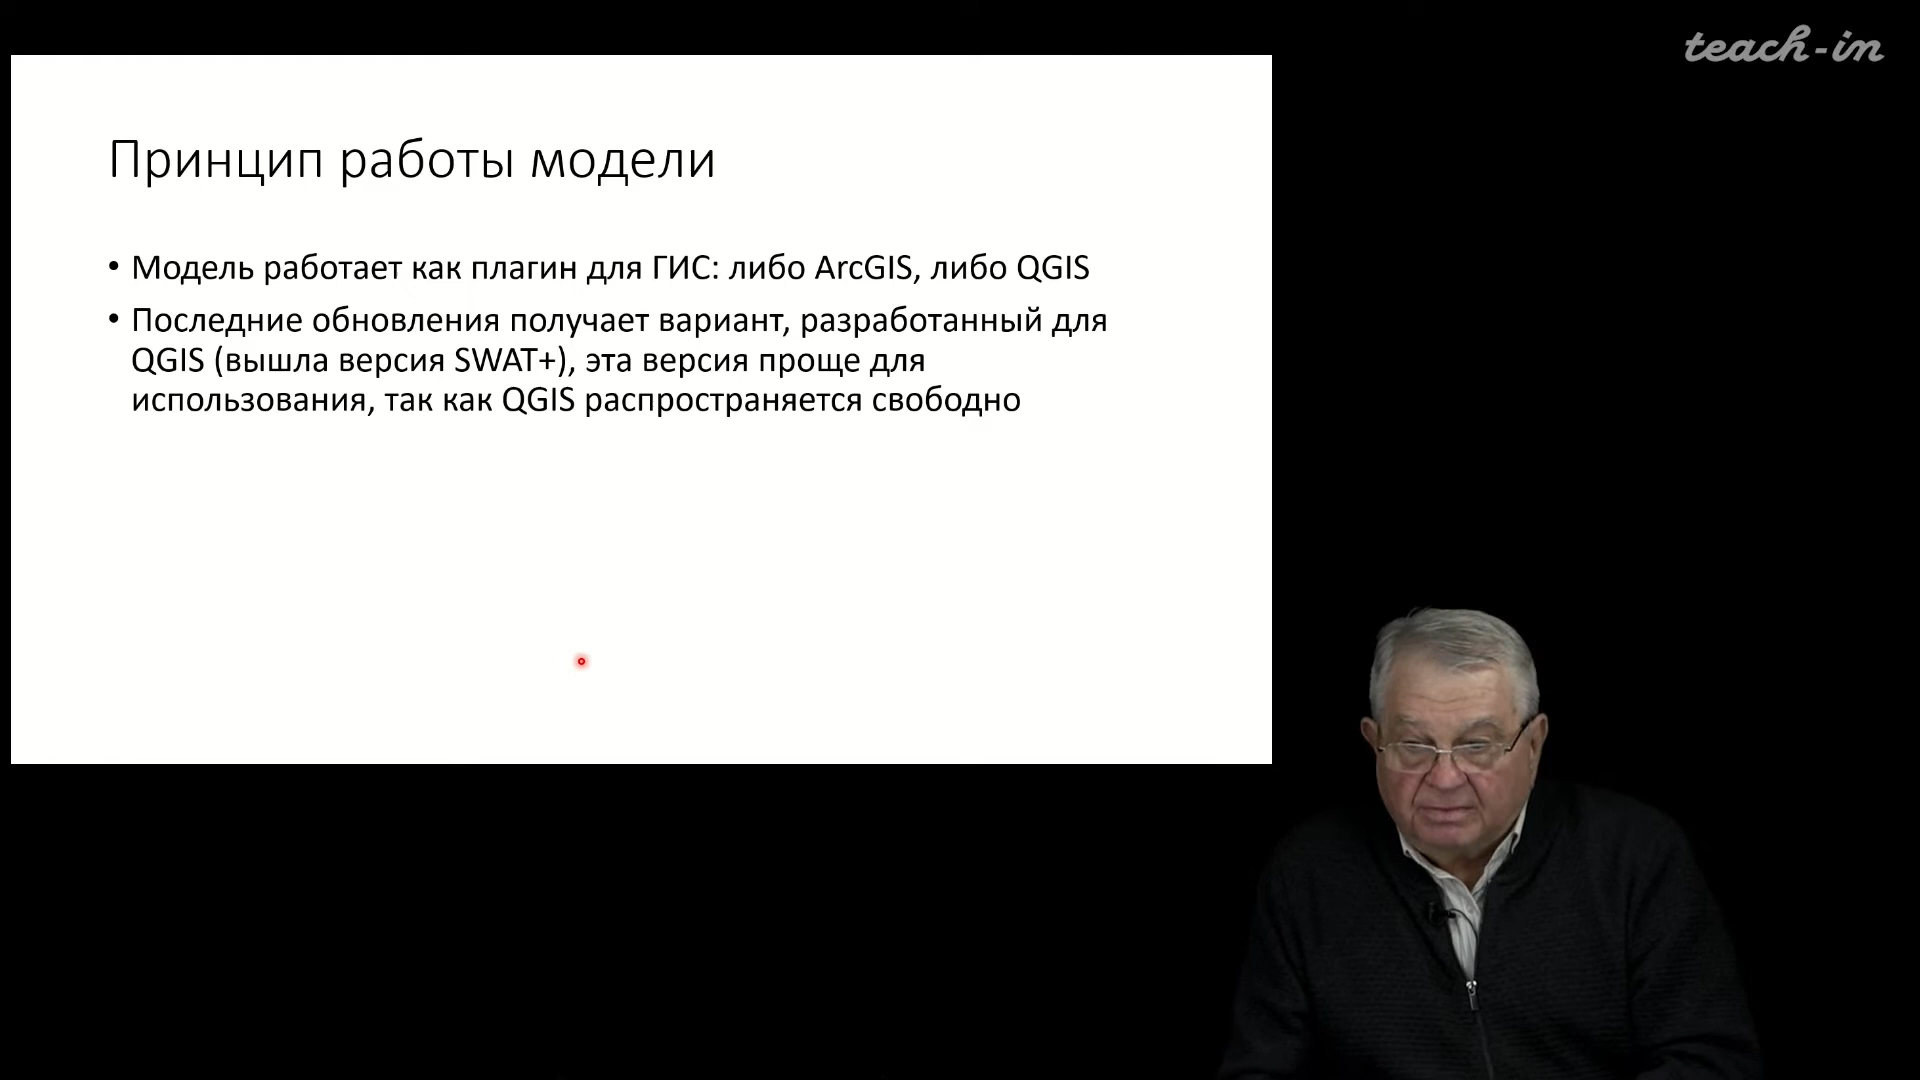 teach-in
Принцип работы модели
• Модель работает как плагин для ГИС: либо ArcGIS, либо QGIS
• Последние обновления получает вариант, разработанный для
QGIS (вышла версия SWAT+), эта версия проще для
использования, так как QGIS распространяется свободно